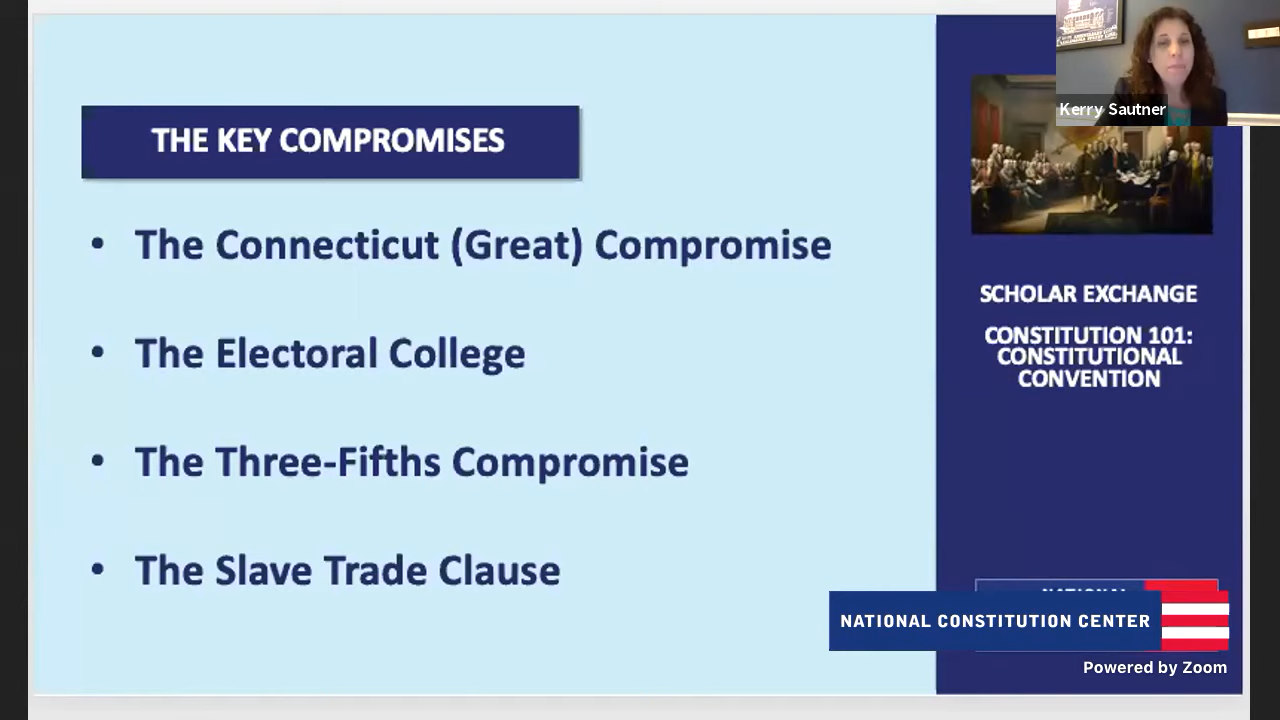 THE KEY COMPROMISES
• The Connecticut (Great) Compromise
• The Electoral College
• The Three-Fifths Compromise
• The Slave Trade Clause
Kerry Sautner
SCHOLAR EXCHANGE
CONSTITUTION 101:
CONSTITUTIONAL
CONVENTION
NATIONAL CONSTITUTION CENTER
Powered by Zoom